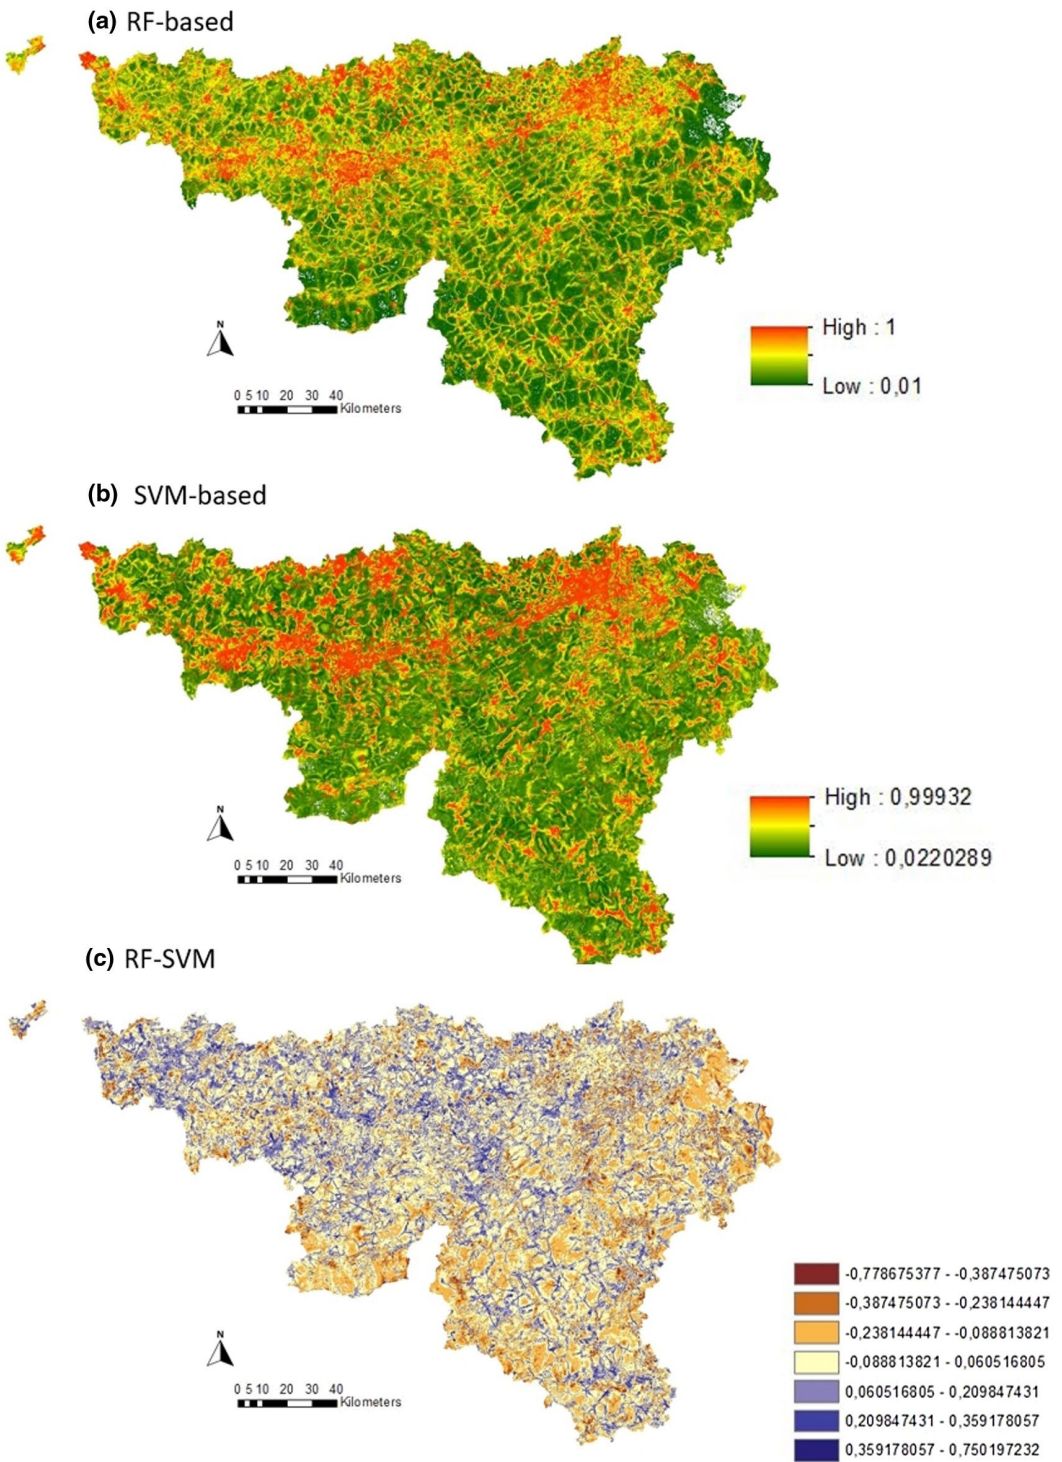 (a) RF-based
N
0 5 10 20 30 40
Kilometers
High : 1
Low : 0,01
(b) SVM-based
N
0 5 10 20 30 40
Kilometers
High : 0,99932
Low : 0,0220289
(c) RF-SVM
N
0 5 10 20 30 40
Kilometers
-0,778675377 - -0,387475073
-0,387475073 - -0,238144447
-0,238144447 - -0,088813821
-0,088813821 - 0,060516805
0,060516805 - 0,209847431
0,209847431 - 0,359178057
0,359178057 - 0,750197232